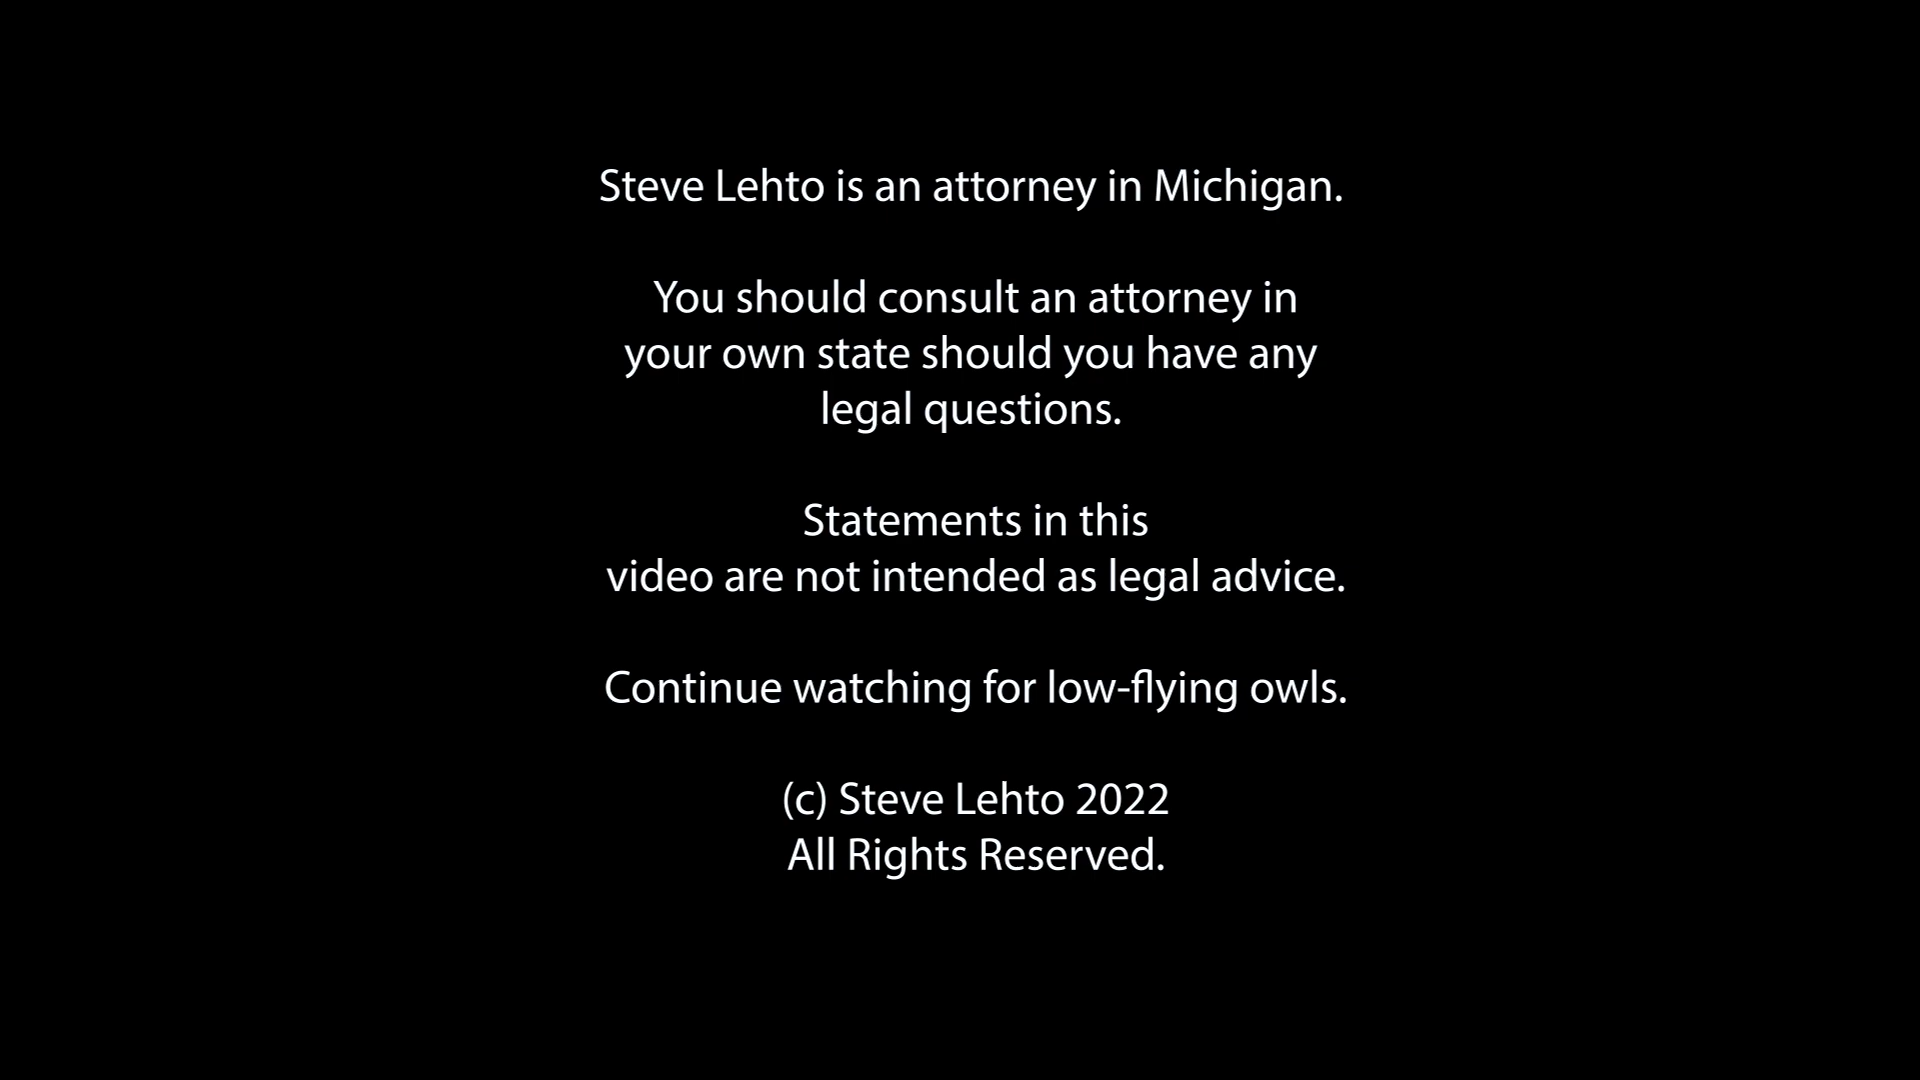 Steve Lehto is an attorney in Michigan.
You should consult an attorney in
your own state should you have any
legal questions.
Statements in this
video are not intended as legal advice.
Continue watching for low-flying owls.
(c) Steve Lehto 2022
All Rights Reserved.